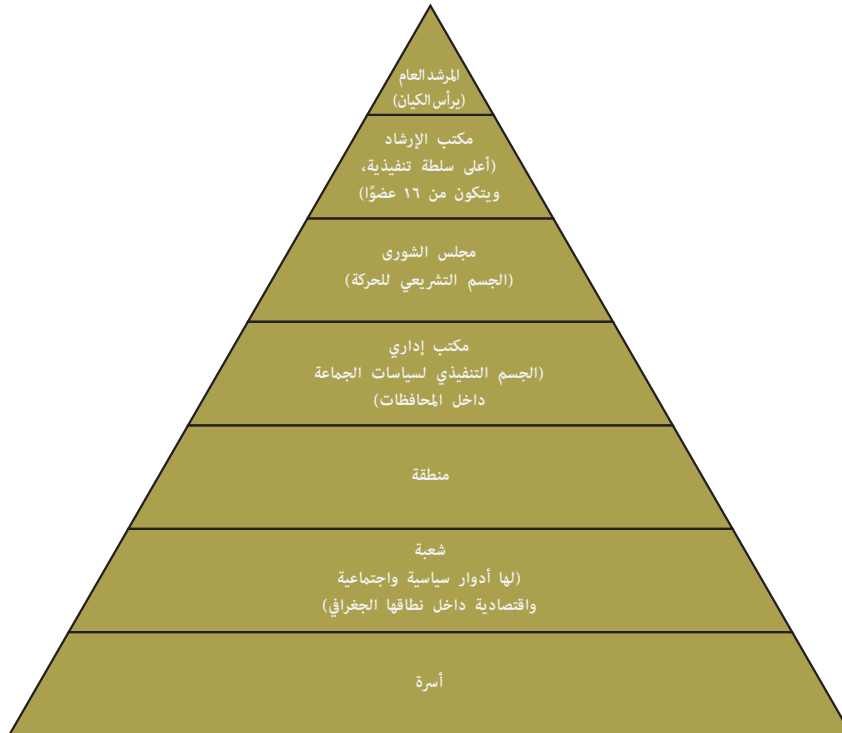 المرشد العام
(يرأس الكيان)
مكتب الإرشاد
(أعلى سلطة تنفيذية،
ويتكون من ١٦ عضوًا)
مجلس الشورى
(الجسم التشريعي للحركة)
مكتب إداري
(الجسم التنفيذي لسياسات الجماعة
داخل المحافظات)
منطقة
شعبة
(لها أدوار سياسية واجتماعية
واقتصادية داخل نطاقها الجغرافي)
أسرة